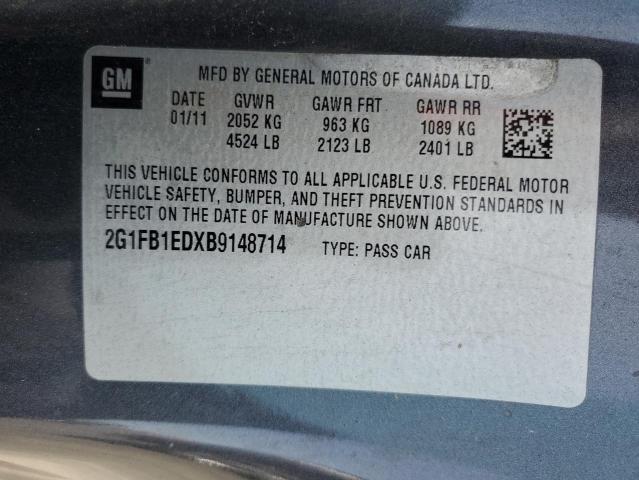 GM
MFD BY GENERAL MOTORS OF CANADA LTD.
DATE GVWR GAWR FRT GAWR RR
01/11 2052 KG 963 KG 1089 KG
4524 LB 2123 LB 2401 LB
THIS VEHICLE CONFORMS TO ALL APPLICABLE U.S. FEDERAL MOTOR
VEHICLE SAFETY, BUMPER, AND THEFT PREVENTION STANDARDS IN
EFFECT ON THE DATE OF MANUFACTURE SHOWN ABOVE.
2G1FB1EDXB9148714 TYPE: PASS CAR